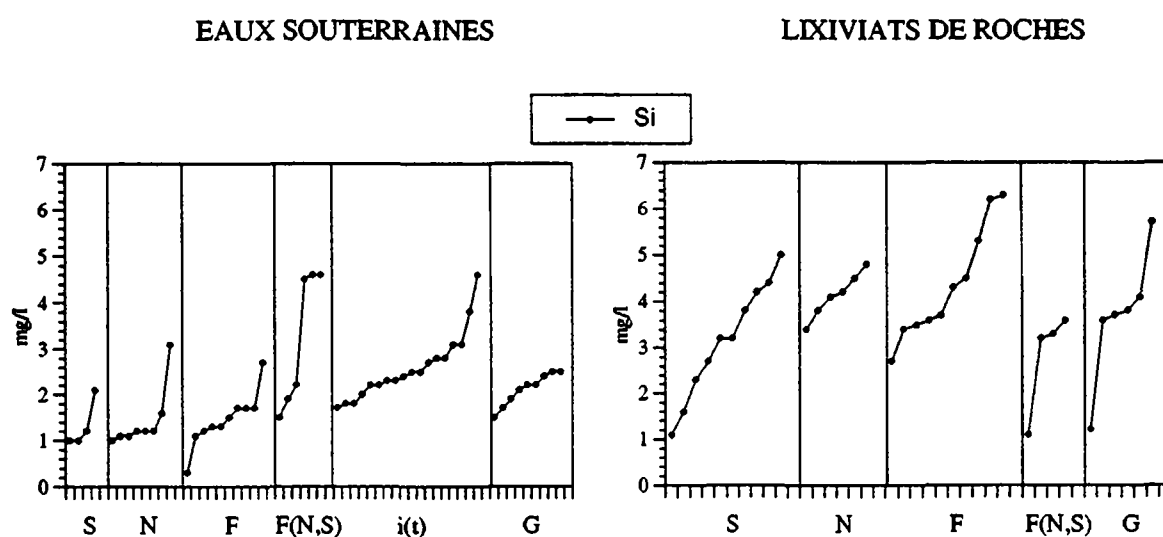 EAUX SOUTERRAINES LIXIVIATS DE ROCHES
Si
7 7
6 6
5 5
4 4
mg/l mg/l
3 3
2 2
1 1
0 0
S N F F(N,S) i(t) G S N F F(N,S) G